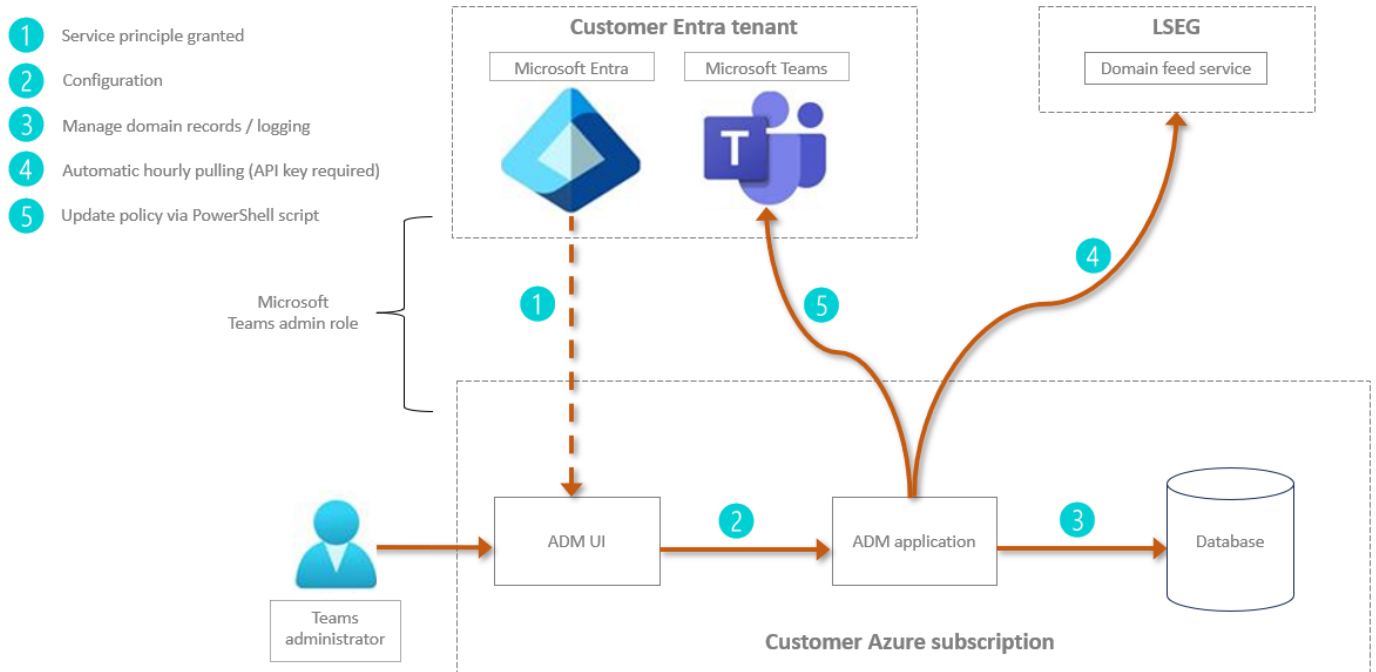 1 Service principle granted
2 Configuration
3 Manage domain records / logging
4 Automatic hourly pulling (API key required)
5 Update policy via PowerShell script
Customer Entra tenant
Microsoft Entra
Microsoft Teams
T
LSEG
Domain feed service
Microsoft
Teams admin role
1
5
4
ADM UI
2
ADM application
3
Database
Teams
administrator
Customer Azure subscription